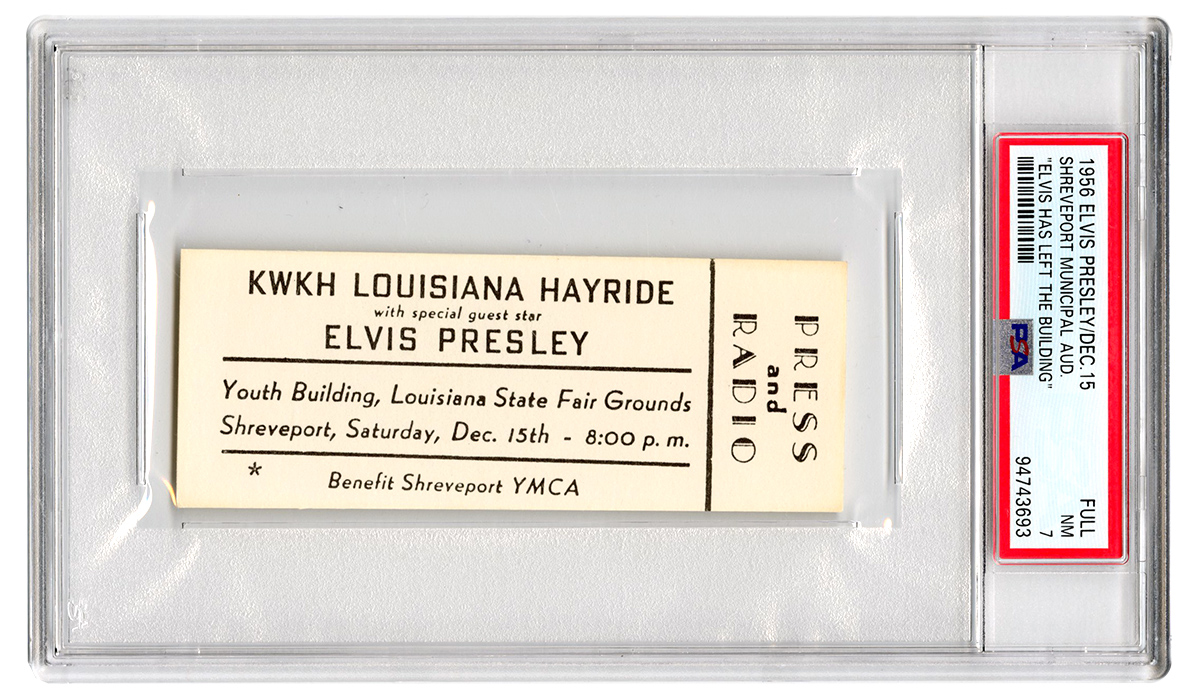 KWKH LOUISIANA HAYRIDE
with special guest star
ELVIS PRESLEY
Youth Building, Louisiana State Fair Grounds
Shreveport, Saturday, Dec. 15th - 8:00 p. m.
*
Benefit Shreveport YMCA
PRESS
and
RADIO
1956 ELVIS PRESLEY/DEC.15
SHREVEPORT MUNICIPAL AUD.
"ELVIS HAS LEFT THE BUILDING"
FULL
NM
7
94743693
PSA